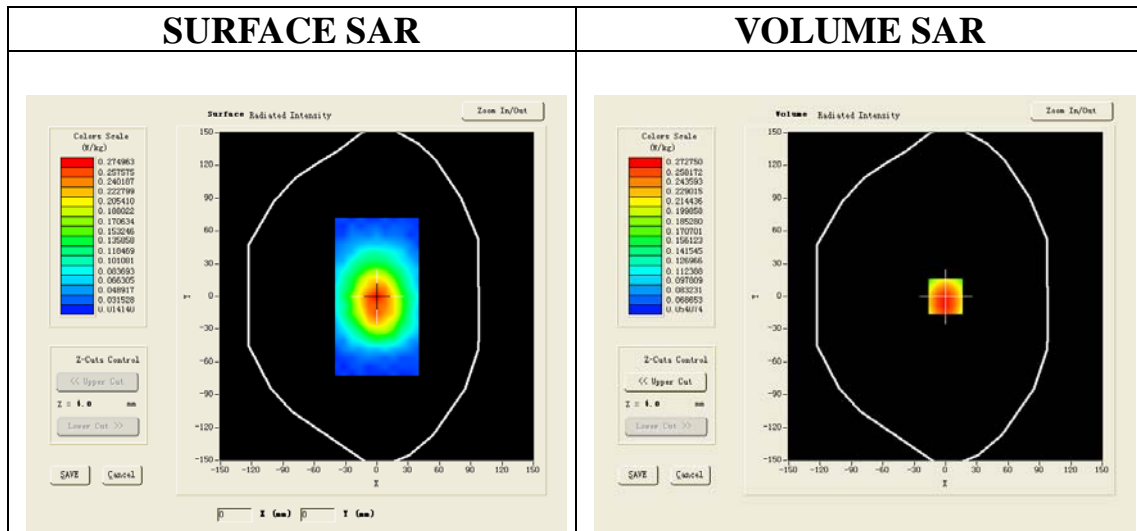 SURFACE SAR
VOLUME SAR
Surface Radiated Intensity
Zoom In/Out
Colors Scale
(W/kg)
0.274963
0.257575
0.240187
0.222799
0.205410
0.188022
0.170634
0.153246
0.135858
0.118469
0.101081
0.083693
0.066305
0.048917
0.031528
0.014140
150
120
90
60
30
0
-30
-60
-90
-120
-150
Y
-150 -120 -90 -60 -30 0 30 60 90 120 150
X
Z-Cuts Control
<< Upper Cut
Z = 4.0 mm
Lower Cut >>
SAVE Cancel
0 X (mm) 0 Y (mm)
Volume Radiated Intensity
Zoom In/Out
Colors Scale
(W/kg)
0.272750
0.258172
0.243593
0.229015
0.214436
0.199858
0.185280
0.170701
0.156123
0.141545
0.126966
0.112388
0.097809
0.083231
0.068653
0.054074
150
120
90
60
30
0
-30
-60
-90
-120
-150
Y
-150 -120 -90 -60 -30 0 30 60 90 120 150
X
Z-Cuts Control
<< Upper Cut
Z = 4.0 mm
Lower Cut >>
SAVE Cancel